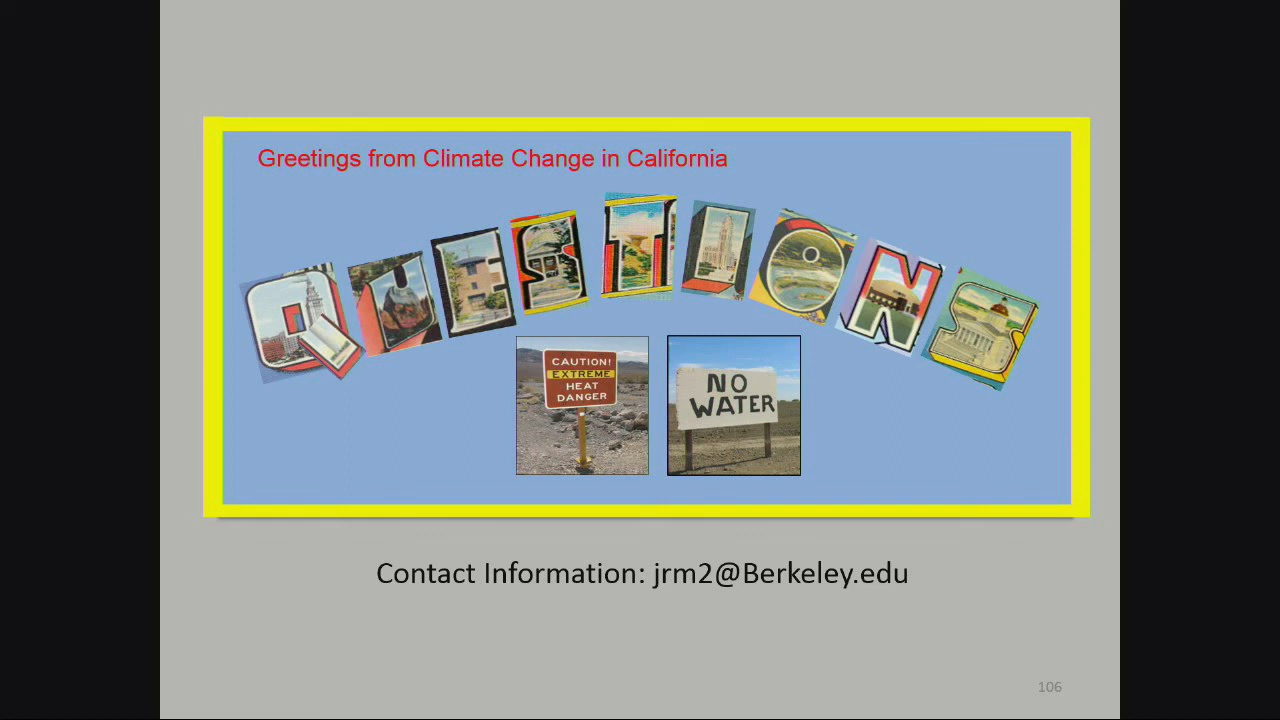 Greetings from Climate Change in California
QUESTIONS
CAUTION!
EXTREME
HEAT
DANGER
NO
WATER
Contact Information: jrm2@Berkeley.edu
106